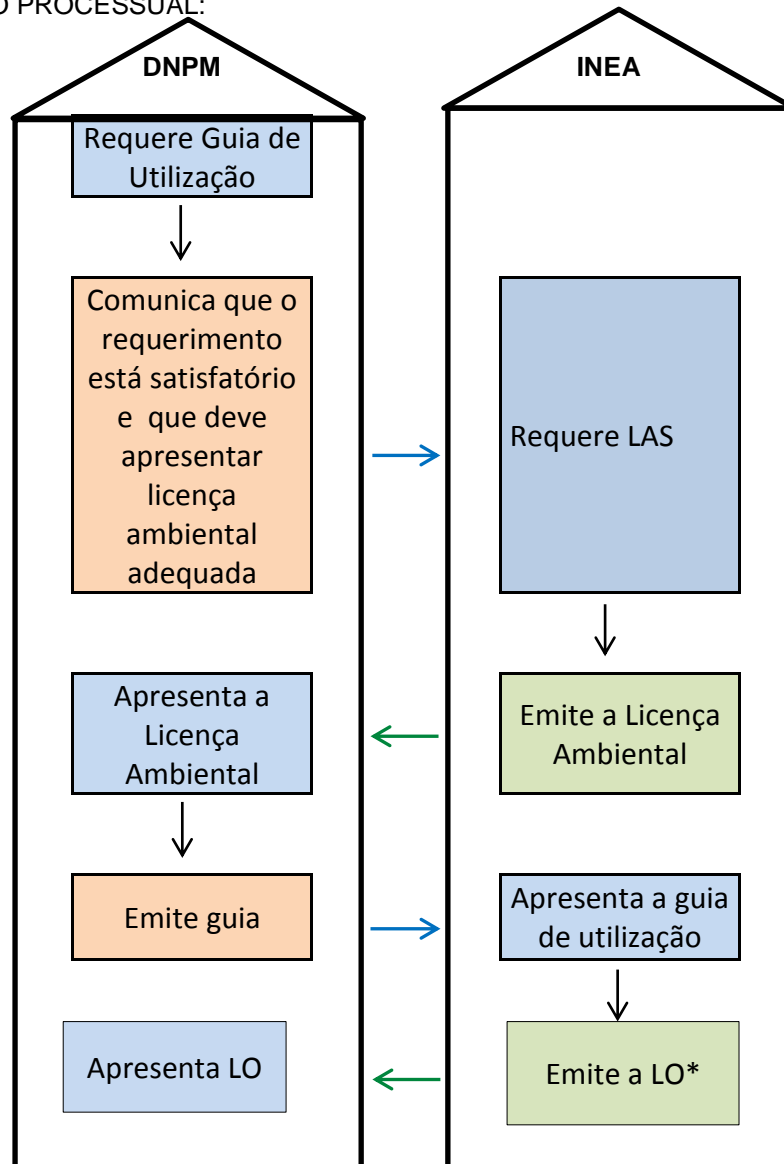 O PROCESSUAL:
DNPM
INEA
Requere Guia de
Utilização
Comunica que o
requerimento
está satisfatório
e que deve
apresentar
licença
ambiental
adequada
Requere LAS
Apresenta a
Licença
Ambiental
Emite a Licença
Ambiental
Emite guia
Apresenta a guia
de utilização
Apresenta LO
Emite a LO*